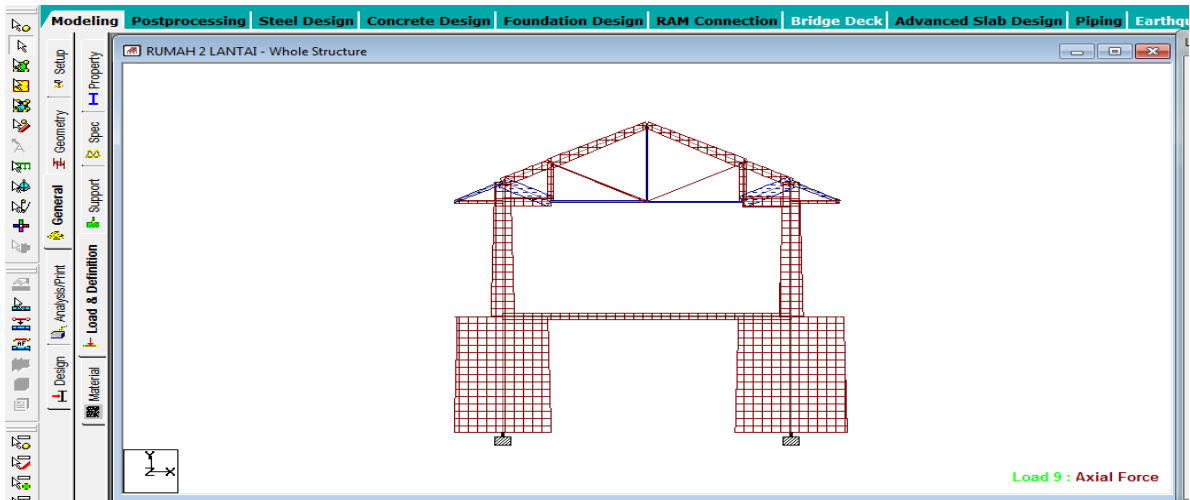 Modeling Postprocessing Steel Design Concrete Design Foundation Design RAM Connection Bridge Deck Advanced Slab Design Piping Earthqu
RUMAH 2 LANTAI - Whole Structure
Setup
Geometry
General
Analysis/Print
Design
Property
Spec
Support
Load & Definition
Material
AF
Y
Z X
Load 9 : Axial Force